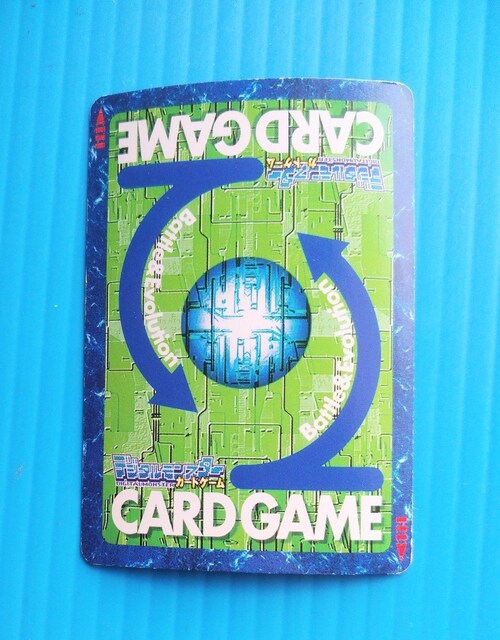 CARD GAME
デジタルモンスター
DIGITAL MONSTER
カードゲーム
Battle&Evolution
Battle&Evolution
デジタルモンスター
DIGITAL MONSTER
カードゲーム
CARD GAME